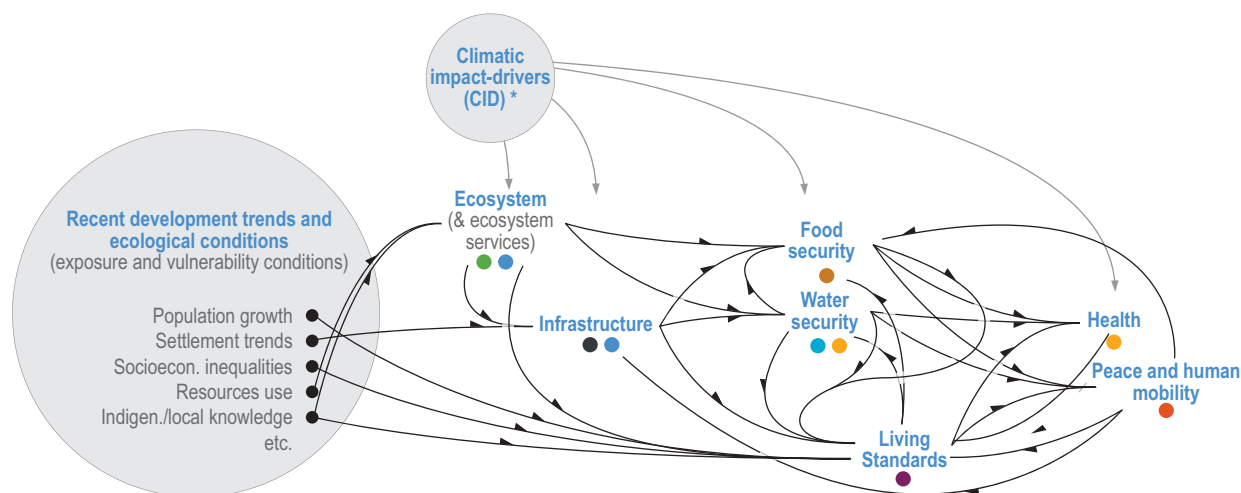 Climatic
impact-drivers
(CID) *
Recent development trends and
ecological conditions
(exposure and vulnerability conditions)
Population growth
Settlement trends
Socioecon. inequalities
Resources use
Indigen./local knowledge
etc.
Ecosystem
(& ecosystem
services)
Infrastructure
Food
security
Water
security
Living
Standards
Health
Peace and human
mobility